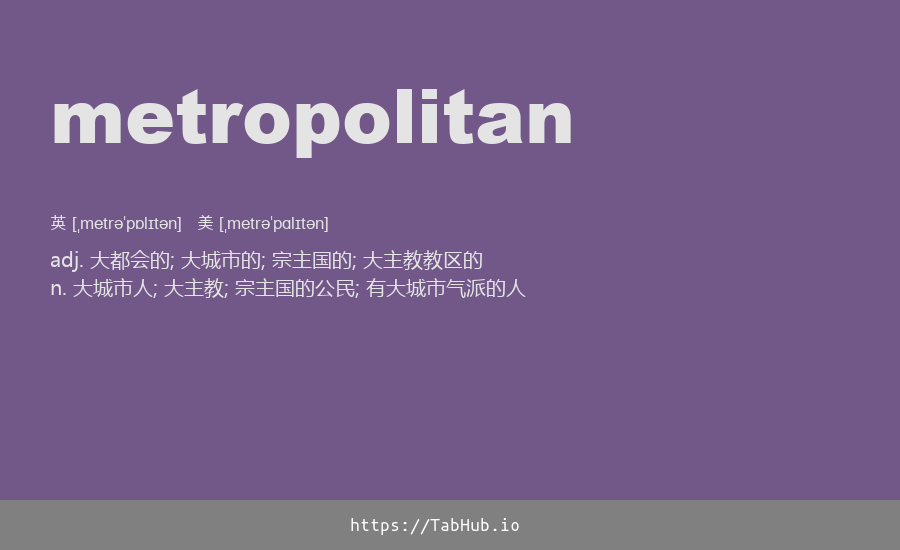 metropolitan
英 [ˌmetrəˈpɒlɪtən] 美 [ˌmetrəˈpɑlɪtən]
adj. 大都会的; 大城市的; 宗主国的; 大主教教区的
n. 大城市人; 大主教; 宗主国的公民; 有大城市气派的人
https://TabHub.io